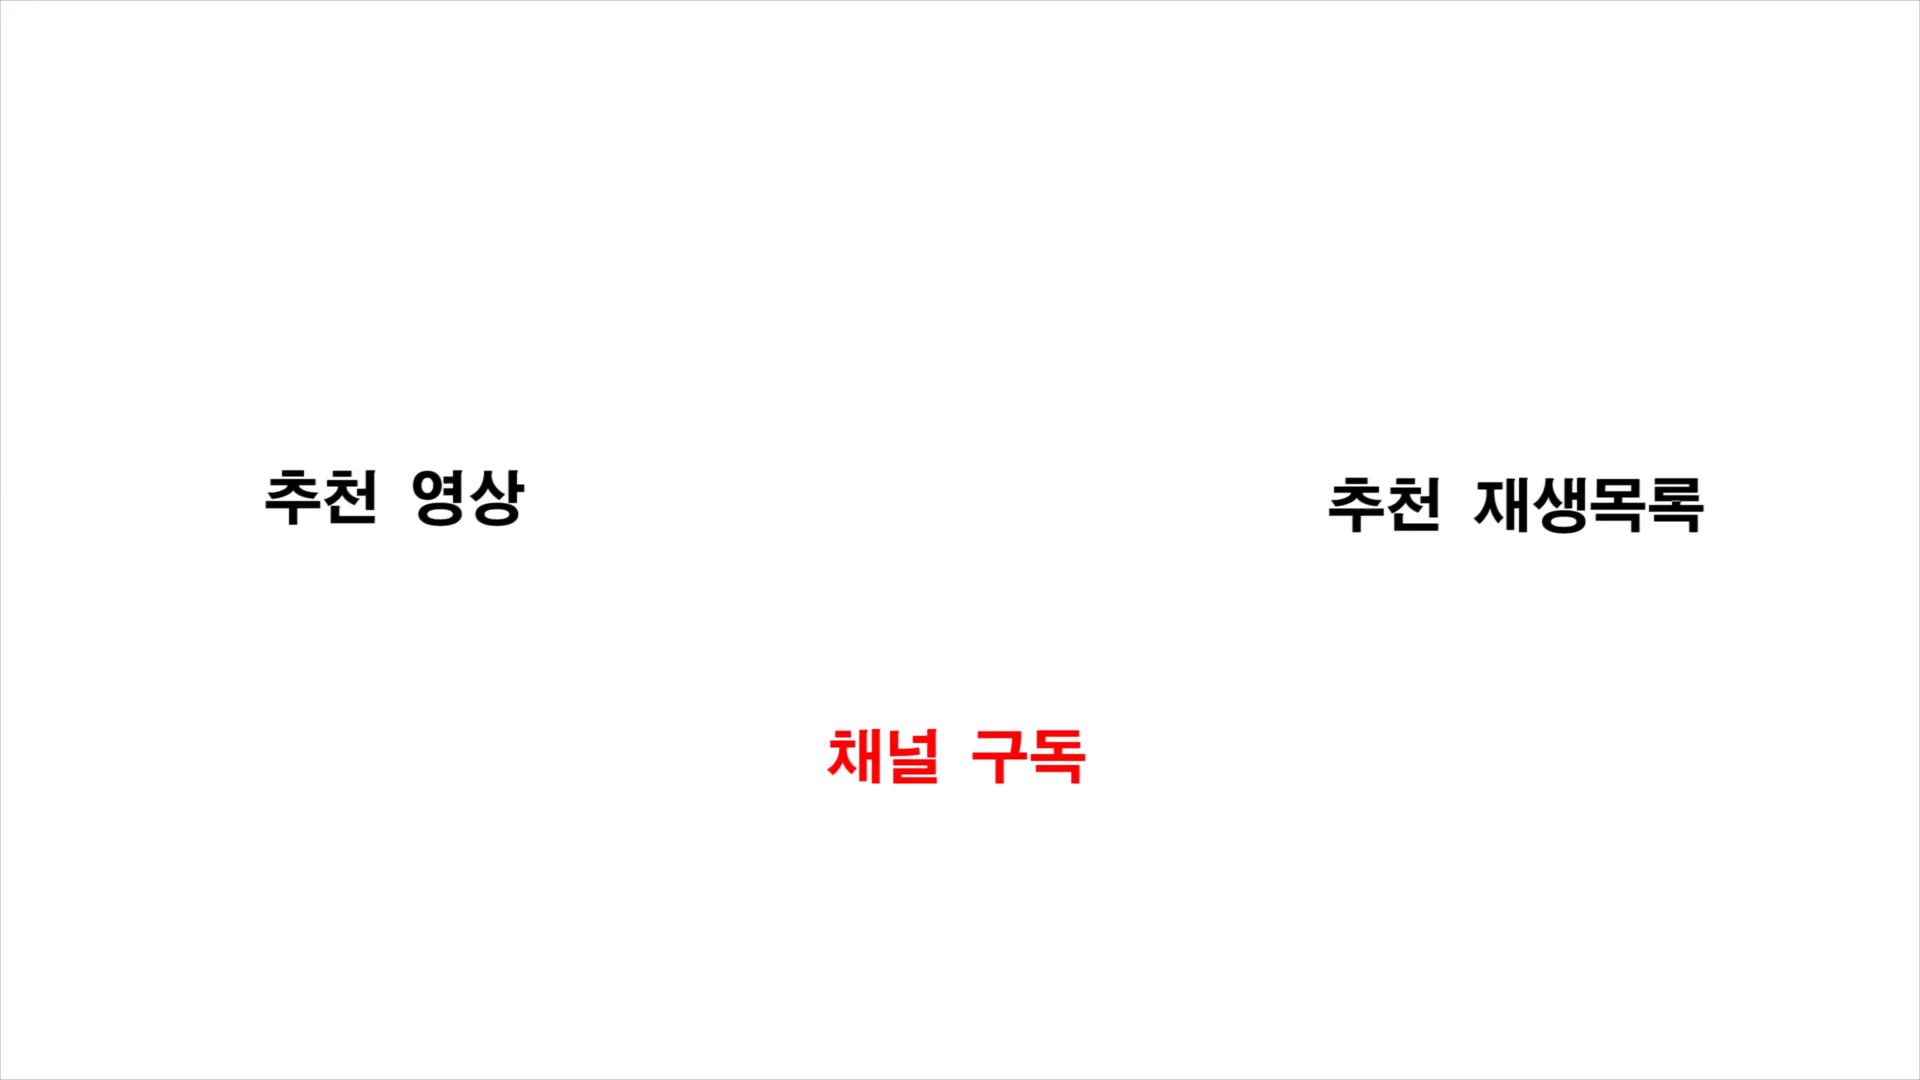 추천 영상
추천 재생목록
채널 구독